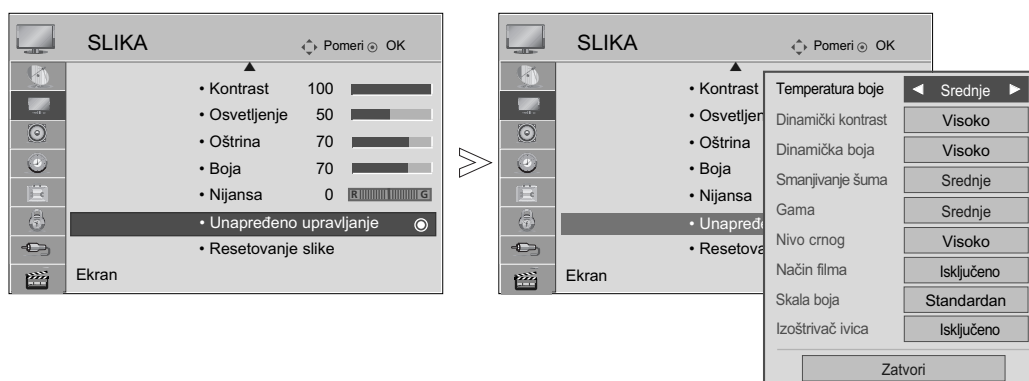 SLIKA Pomeri OK
• Kontrast 100
• Osvetljenje 50
• Oštrina 70
• Boja 70
• Nijansa 0 R G
• Unapređeno upravljanje
• Resetovanje slike
Ekran
SLIKA Pomeri OK
• Kontrast
• Osvetljen
• Oštrina
• Boja
• Nijansa
• Unapređe
• Resetova
Ekran
Temperatura boje ◄ Srednje ►
Dinamički kontrast Visoko
Dinamička boja Visoko
Smanjivanje šuma Srednje
Gama Srednje
Nivo crnog Visoko
Način filma Isključeno
Skala boja Standardan
Izoštrivač ivica Isključeno
Zatvori